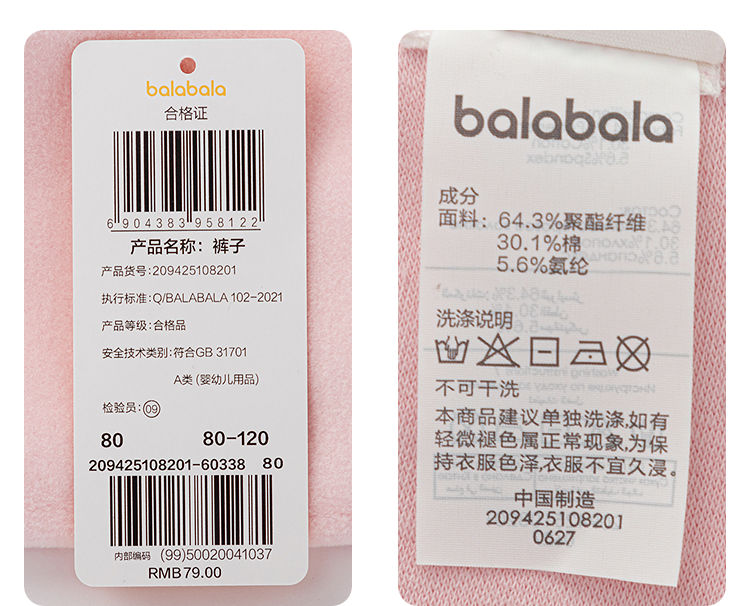 balabala
合格证
6 904383 958122
产品名称：裤子
产品货号:209425108201
执行标准:Q/BALABALA 102-2021
产品等级:合格品
安全技术类别:符合GB 31701
A类 (婴幼儿用品)
检验员:09
80 80-120
209425108201-60338 80
内部编码 (99)50020041037
RMB79.00
balabala
成分
面料：64.3%聚酯纤维
30.1%棉
5.6%氨纶
洗涤说明
不可干洗
本商品建议单独洗涤,如有
轻微褪色属正常现象,为保
持衣服色泽,衣服不宜久浸。
中国制造
209425108201
0627